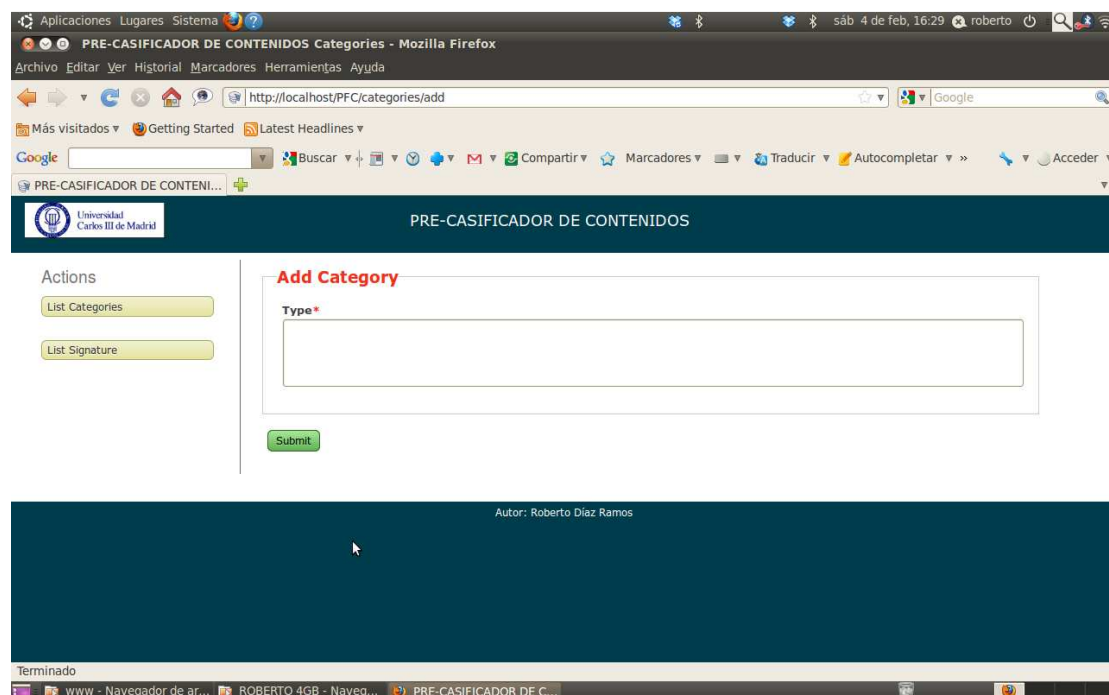 Aplicaciones Lugares Sistema sáb 4 de feb, 16:29 roberto
PRE-CASIFICADOR DE CONTENIDOS Categories - Mozilla Firefox
Archivo Editar Ver Historial Marcadores Herramientas Ayuda
http://localhost/PFC/categories/add Google
Más visitados Getting Started Latest Headlines
Google Buscar Compartir Marcadores Traducir Autocompletar » Acceder
PRE-CASIFICADOR DE CONTENI...
Universidad
Carlos III de Madrid
PRE-CASIFICADOR DE CONTENIDOS
Actions
List Categories
List Signature
Add Category
Type*
Submit
Autor: Roberto Díaz Ramos
Terminado
www - Navegador de ar... ROBERTO 4GB - Naveg... PRE-CASIFICADOR DE C...